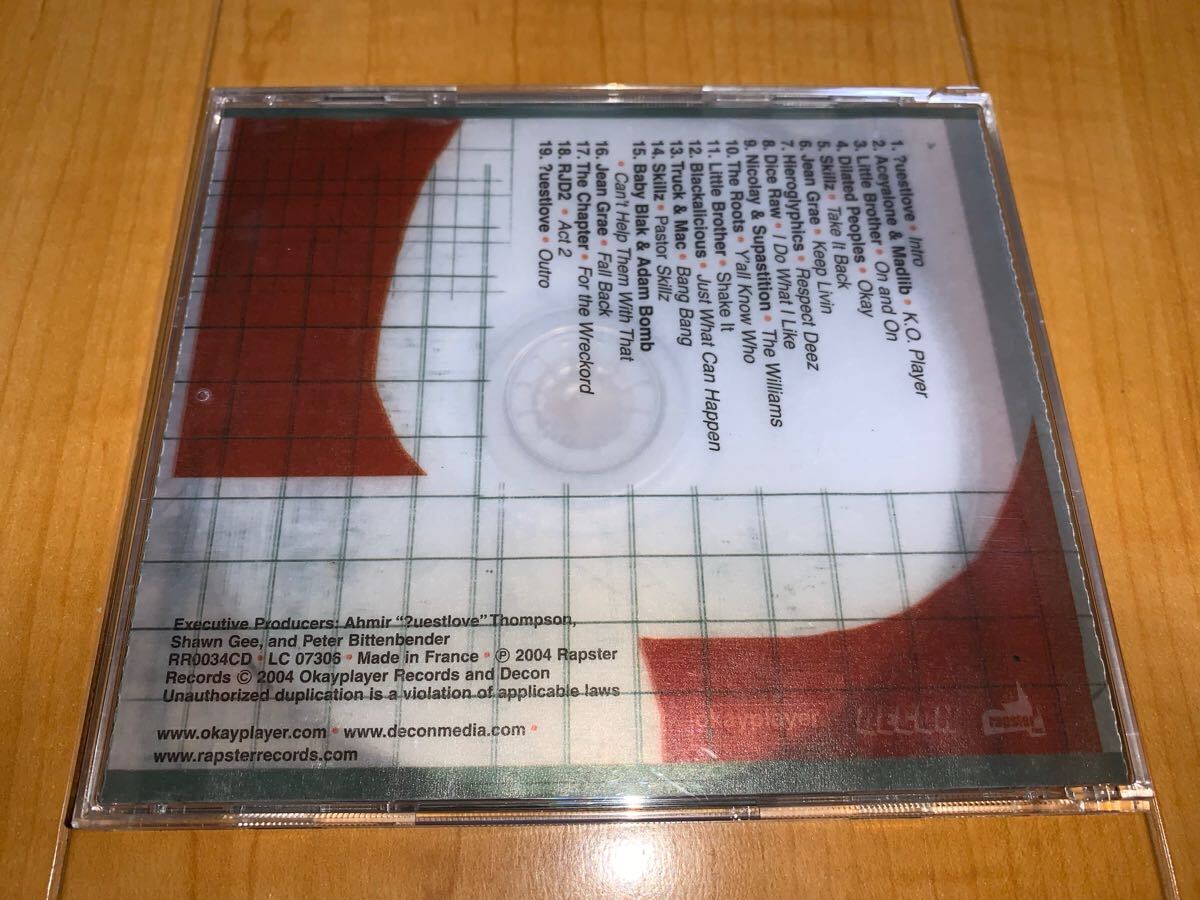 1. ?uestlove • Intro
2. Aceyalone & Madlib • K.O. Player
3. Little Brother • On and On
4. Dilated Peoples • Okay
5. Skillz • Take It Back
6. Jean Grae • Keep Livin
7. Hieroglyphics • Respect Deez
8. Dice Raw • I Do What I Like
9. Nicolay & Supastition • The Williams
10. The Roots • Y'all Know Who
11. Little Brother • Shake It
12. Blackalicious • Just What Can Happen
13. Truck & Mac • Bang Bang
14. Skillz • Pastor Skillz
15. Baby Blak & Adam Bomb
• Can't Help Them With That
16. Jean Grae • Fall Back
17. The Chapter • For the Wreckord
18. RJD2 • Act 2
19. ?uestlove • Outro
Executive Producers: Ahmir "?uestlove" Thompson,
Shawn Gee, and Peter Bittenbender
RR0034CD • LC 07306 • Made in France • ℗ 2004 Rapster
Records © 2004 Okayplayer Records and Decon
Unauthorized duplication is a violation of applicable laws
www.okayplayer.com • www.deconmedia.com •
www.rapsterrecords.com
okayplayer DECON rapster